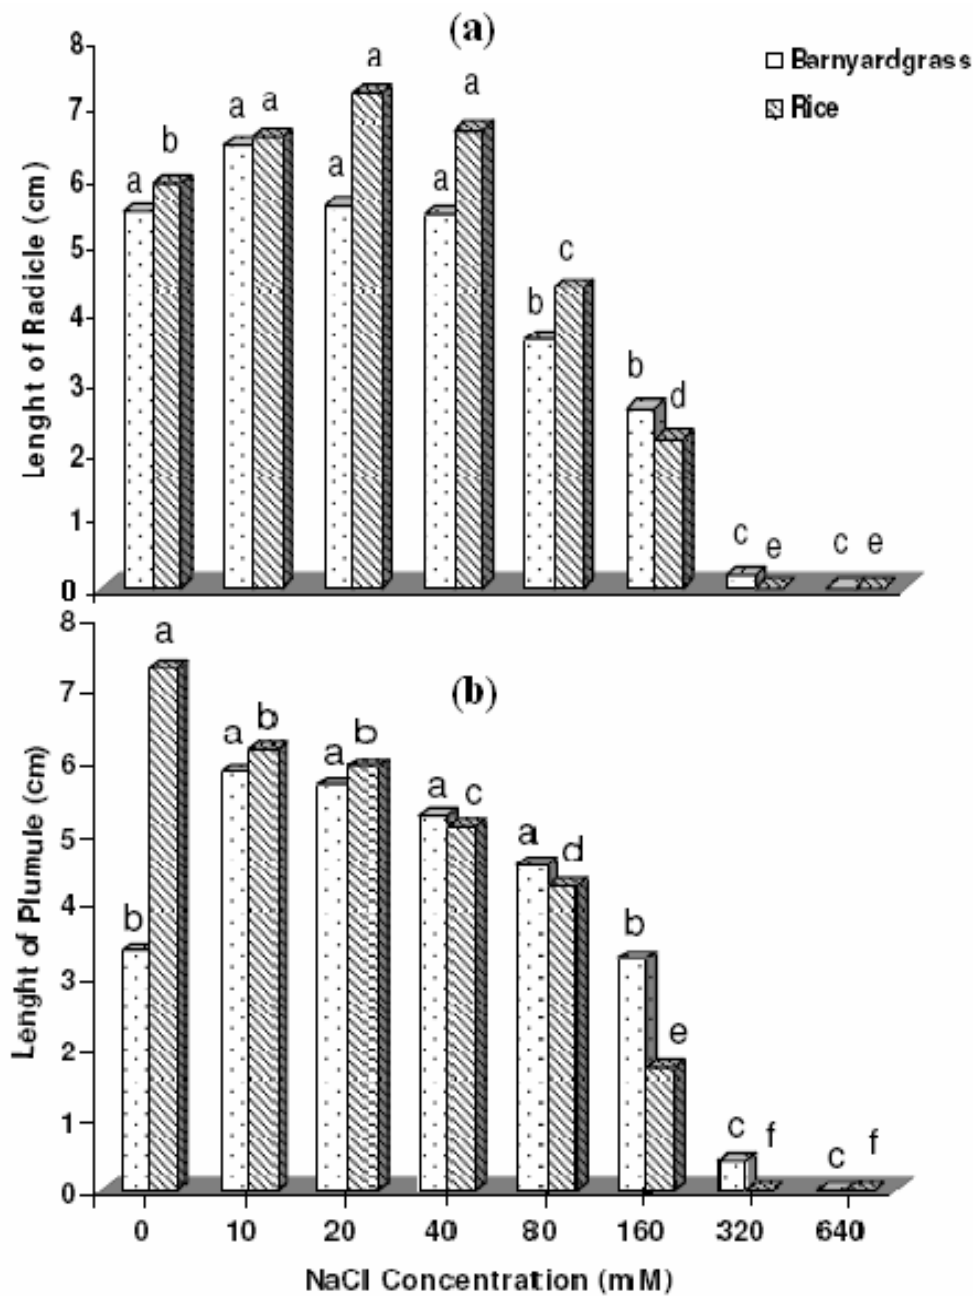 (a)
Barnyardgrass
Rice
Lenght of Radicle (cm)
8
7
6
5
4
3
2
1
0
a b
a a
a a
a a
b c
b d
c e
c e
(b)
Lenght of Plumule (cm)
8
7
6
5
4
3
2
1
0
b a
a b
a b
a c
a d
b e
c f
c f
0 10 20 40 80 160 320 640
NaCl Concentration (mM)